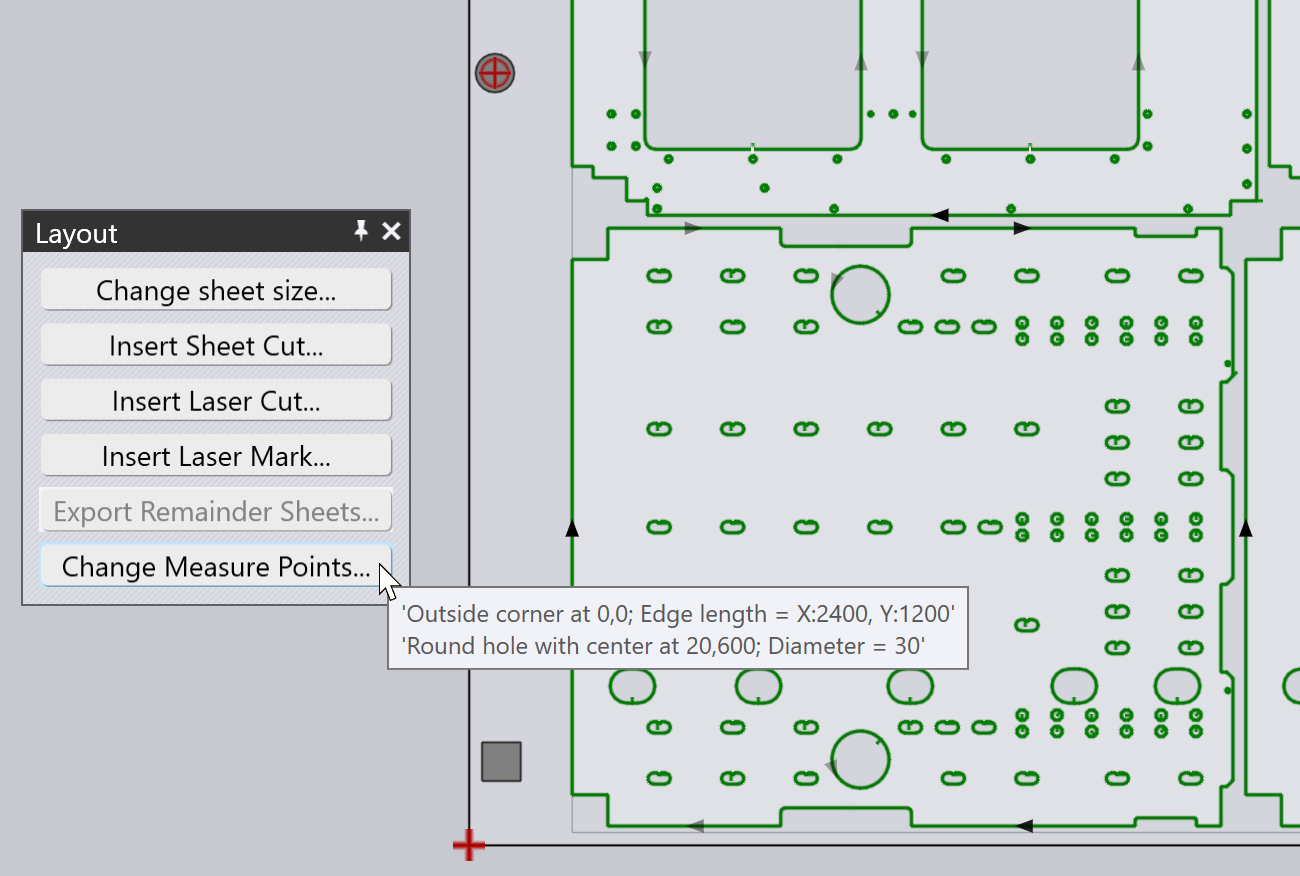 Layout
Change sheet size...
Insert Sheet Cut...
Insert Laser Cut...
Insert Laser Mark...
Export Remainder Sheets...
Change Measure Points...
'Outside corner at 0,0; Edge length = X:2400, Y:1200'
'Round hole with center at 20,600; Diameter = 30'